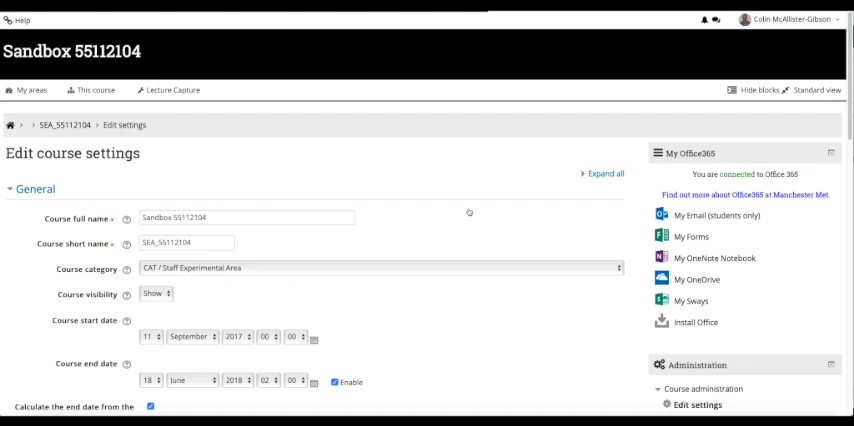 Help
Colin McAllister-Gibson
Sandbox 55112104
My areas This course Lecture Capture Hide blocks Standard view
SEA_55112104 Edit settings
Edit course settings
Expand all
General
Course full name Sandbox 55112104
Course short name SEA_55112104
Course category CAT / Staff Experimental Area
Course visibility Show
Course start date
11 September 2017 00 00
Course end date
18 June 2018 02 00 Enable
Calculate the end date from the
My Office365
You are connected to Office 365
Find out more about Office365 at Manchester Met
My Email (students only)
My Forms
My OneNote Notebook
My OneDrive
My Sways
Install Office
Administration
Course administration
Edit settings